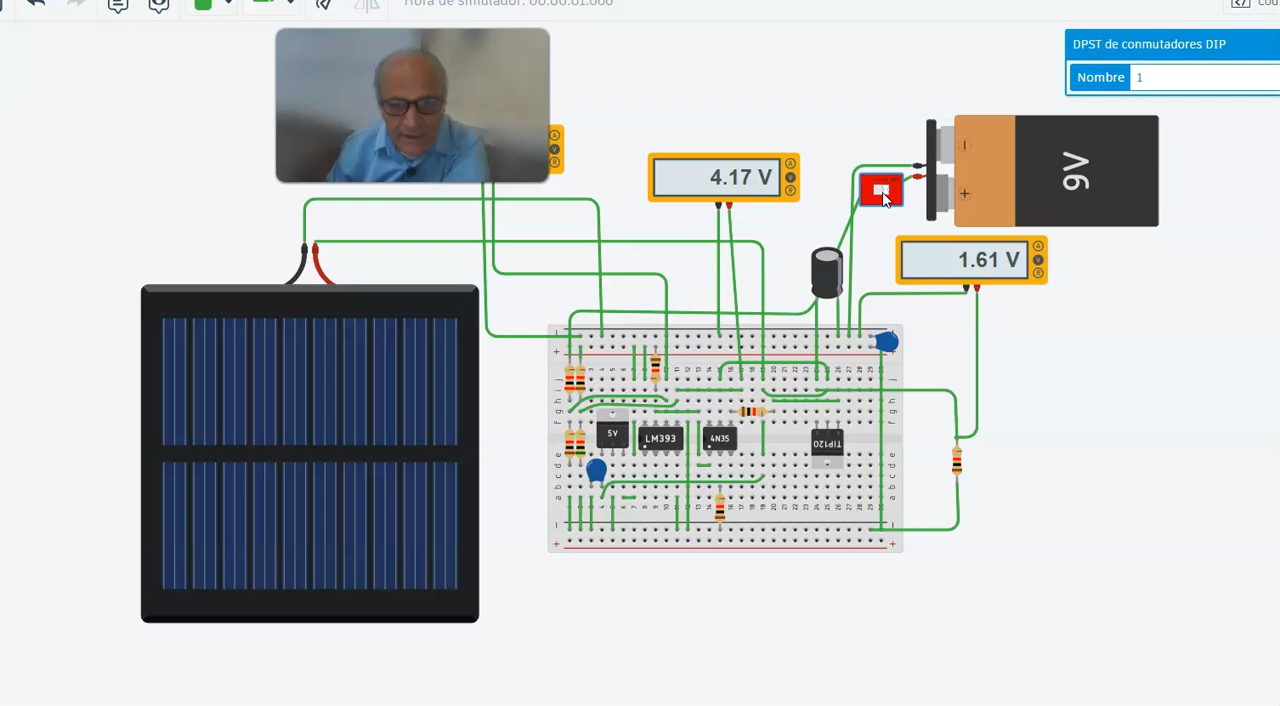 Hora de simulador: 00:00:01.000
Cód
DPST de conmutadores DIP
Nombre 1
A
V
R
4.17 V
A
V
R
9V
1.61 V
A
V
R
5V
LM393
4N35
TIP120